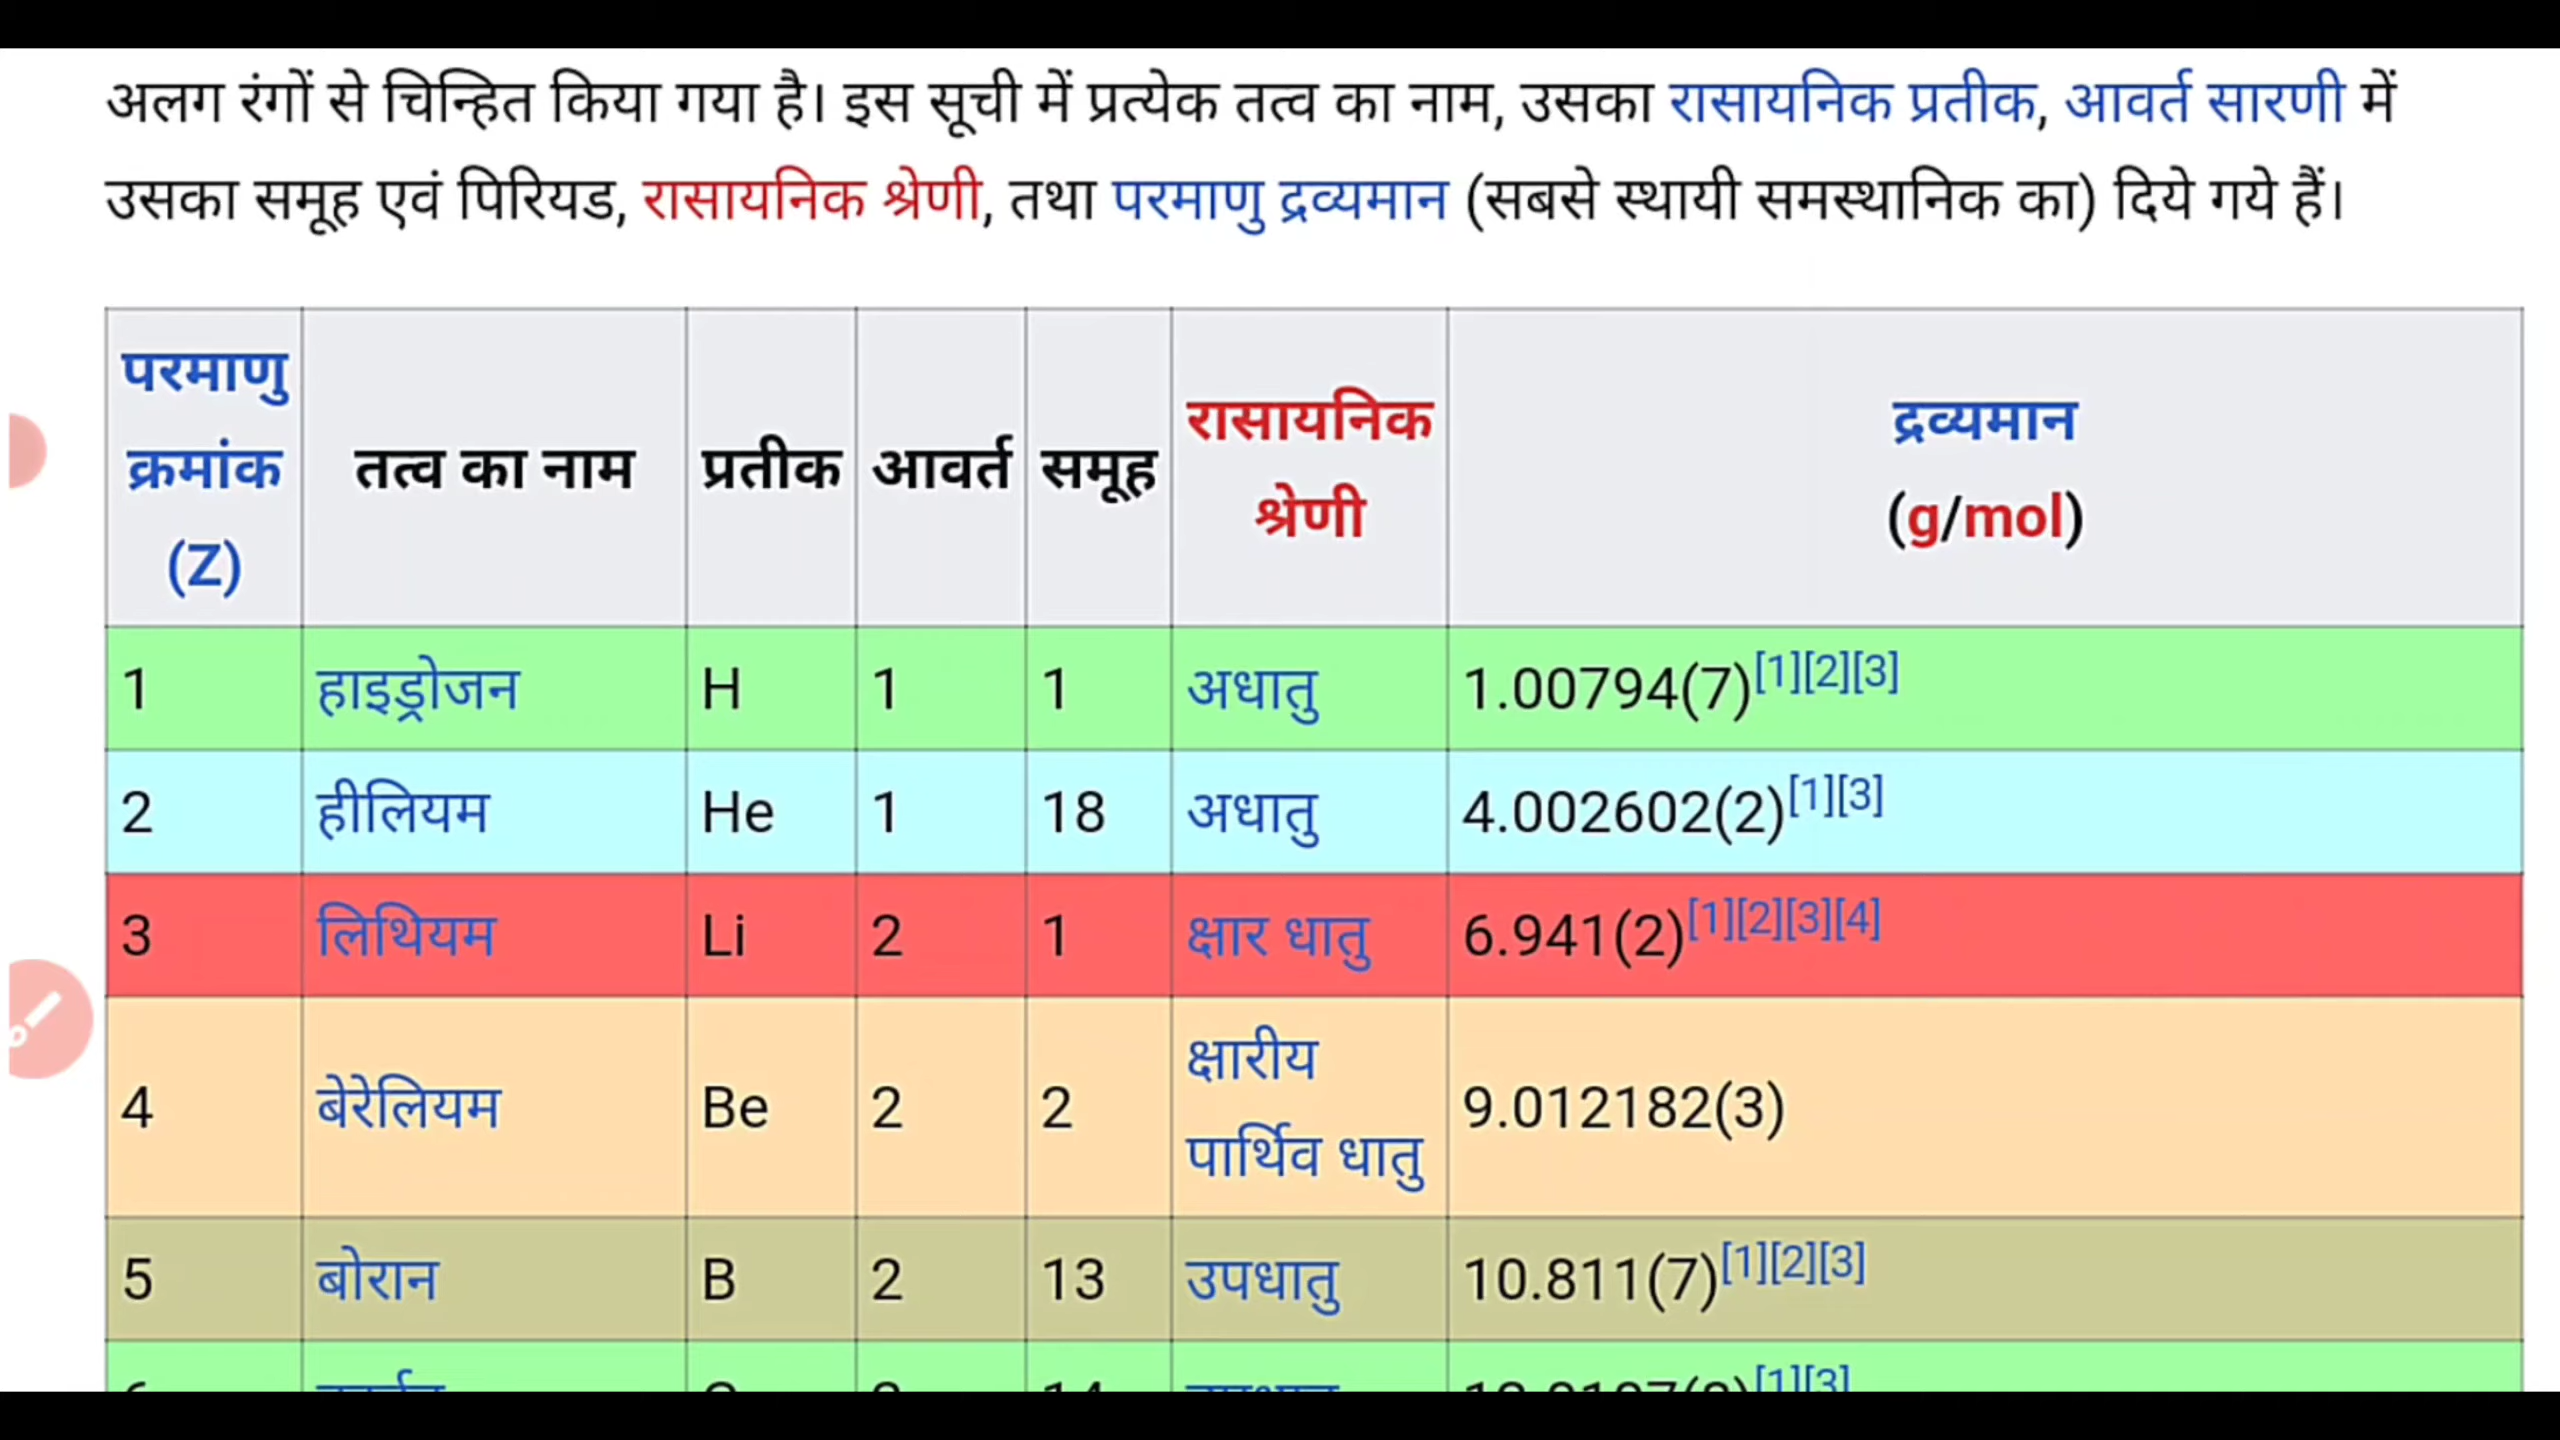 अलग रंगों से चिन्हित किया गया है। इस सूची में प्रत्येक तत्व का नाम, उसका रासायनिक प्रतीक, आवर्त सारणी में
उसका समूह एवं पिरियड, रासायनिक श्रेणी, तथा परमाणु द्रव्यमान (सबसे स्थायी समस्थानिक का) दिये गये हैं।
परमाणु क्रमांक (Z) तत्व का नाम प्रतीक आवर्त समूह रासायनिक श्रेणी द्रव्यमान (g/mol)
1 हाइड्रोजन H 1 1 अधातु 1.00794(7)[1][2][3]
2 हीलियम He 1 18 अधातु 4.002602(2)[1][3]
3 लिथियम Li 2 1 क्षार धातु 6.941(2)[1][2][3][4]
4 बेरेलियम Be 2 2 क्षारीय पार्थिव धातु 9.012182(3)
5 बोरान B 2 13 उपधातु 10.811(7)[1][2][3]
[1][3]